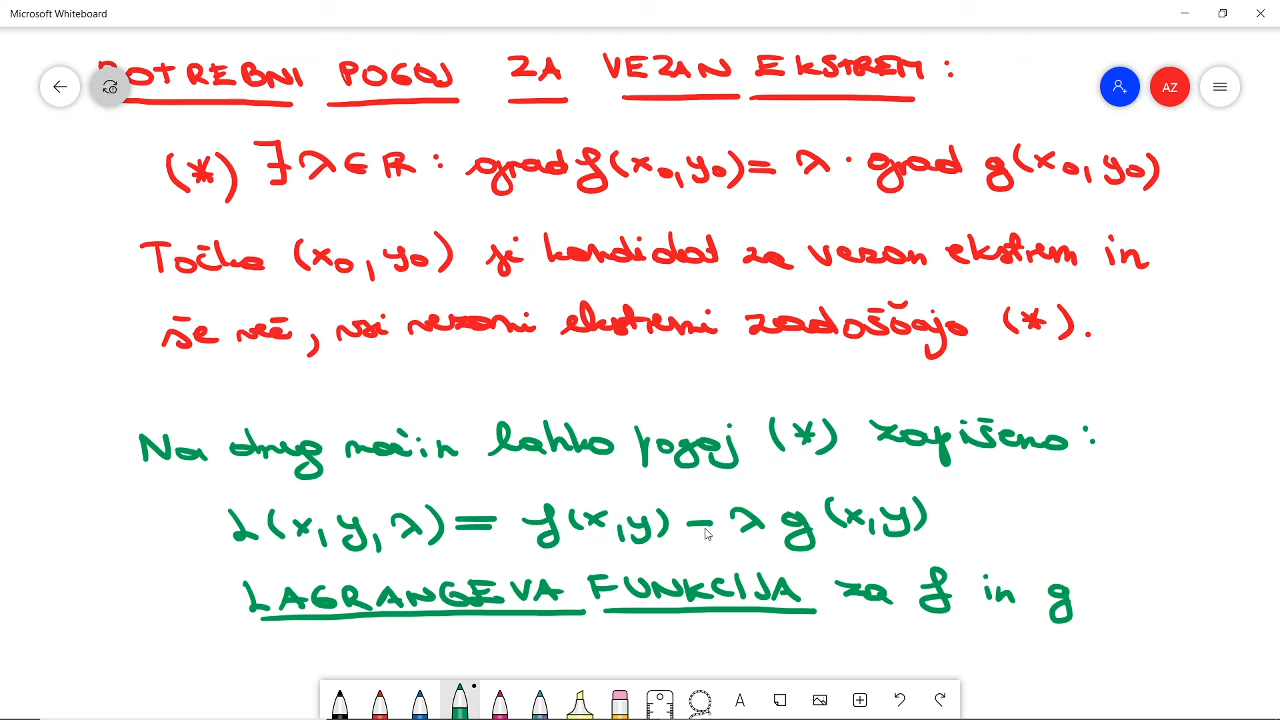 Microsoft Whiteboard
POTREBNI POGOJ ZA VEZAN EKSTREM:
AZ
(*) ∃ λ ∈ ℝ: grad f(x₀, y₀) = λ · grad g(x₀, y₀)
Točka (x₀, y₀) je kandidat za vezan ekstrem in
še več, vsi vezani ekstremi zadoščajo (*).
Na drug način lahko pogoj (*) zapišemo:
L(x, y, λ) = f(x,y) - λ g(x,y)
LAGRANGEVA FUNKCIJA za f in g
A